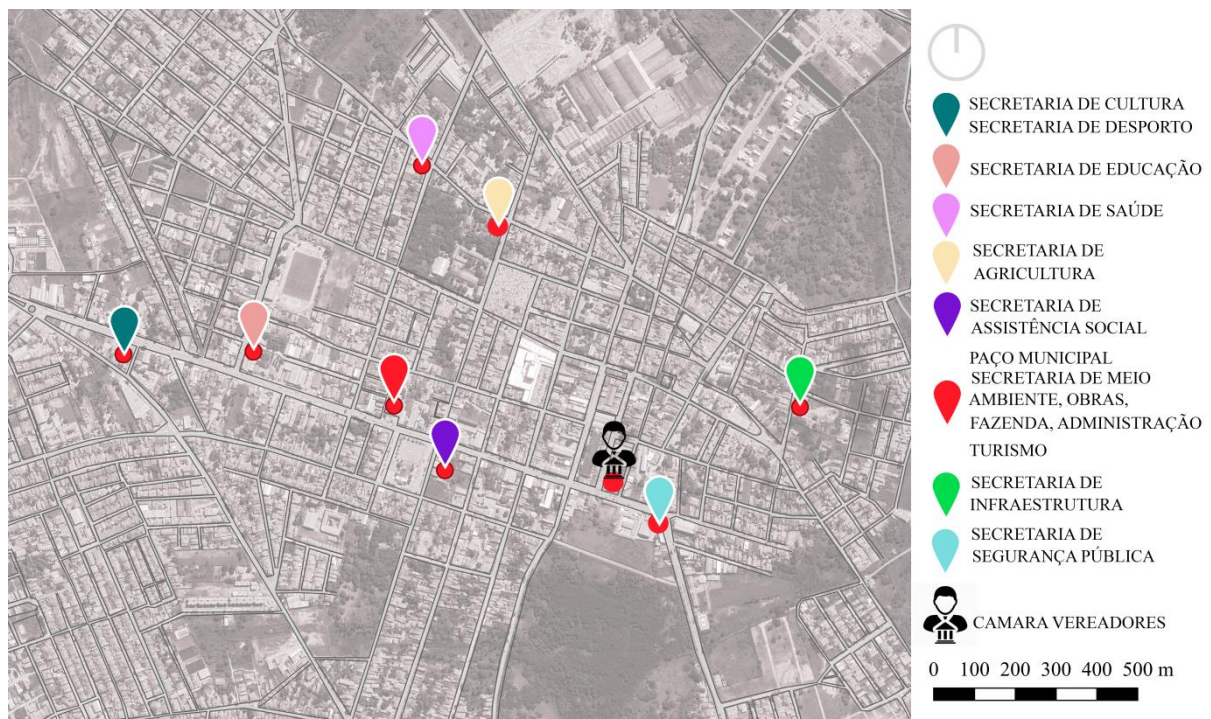 SECRETARIA DE CULTURA
SECRETARIA DE DESPORTO
SECRETARIA DE EDUCAÇÃO
SECRETARIA DE SAÚDE
SECRETARIA DE
AGRICULTURA
SECRETARIA DE
ASSISTÊNCIA SOCIAL
PAÇO MUNICIPAL
SECRETARIA DE MEIO
AMBIENTE, OBRAS,
FAZENDA, ADMINISTRAÇÃO
TURISMO
SECRETARIA DE
INFRAESTRUTURA
SECRETARIA DE
SEGURANÇA PÚBLICA
CAMARA VEREADORES
0 100 200 300 400 500 m